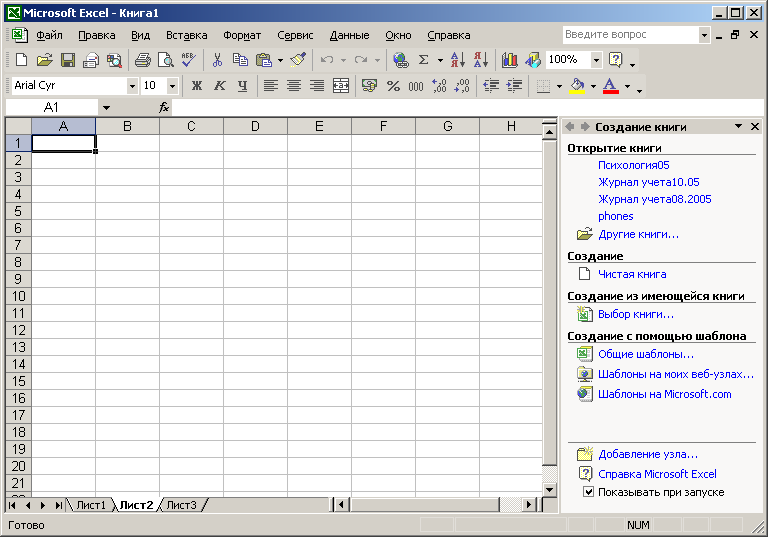 Microsoft Excel - Книга1
Файл Правка Вид Вставка Формат Сервис Данные Окно Справка Введите вопрос
100%
Arial Cyr 10 Ж К Ч % 000
A1 fx
A B C D E F G H
1
2
3
4
5
6
7
8
9
10
11
12
13
14
15
16
17
18
19
20
21
Создание книги
Открытие книги
Психология05
Журнал учета10.05
Журнал учета08.2005
phones
Другие книги...
Создание
Чистая книга
Создание из имеющейся книги
Выбор книги...
Создание с помощью шаблона
Общие шаблоны...
Шаблоны на моих веб-узлах...
Шаблоны на Microsoft.com
Добавление узла...
Справка Microsoft Excel
Показывать при запуске
Лист1 Лист2 Лист3
Готово NUM